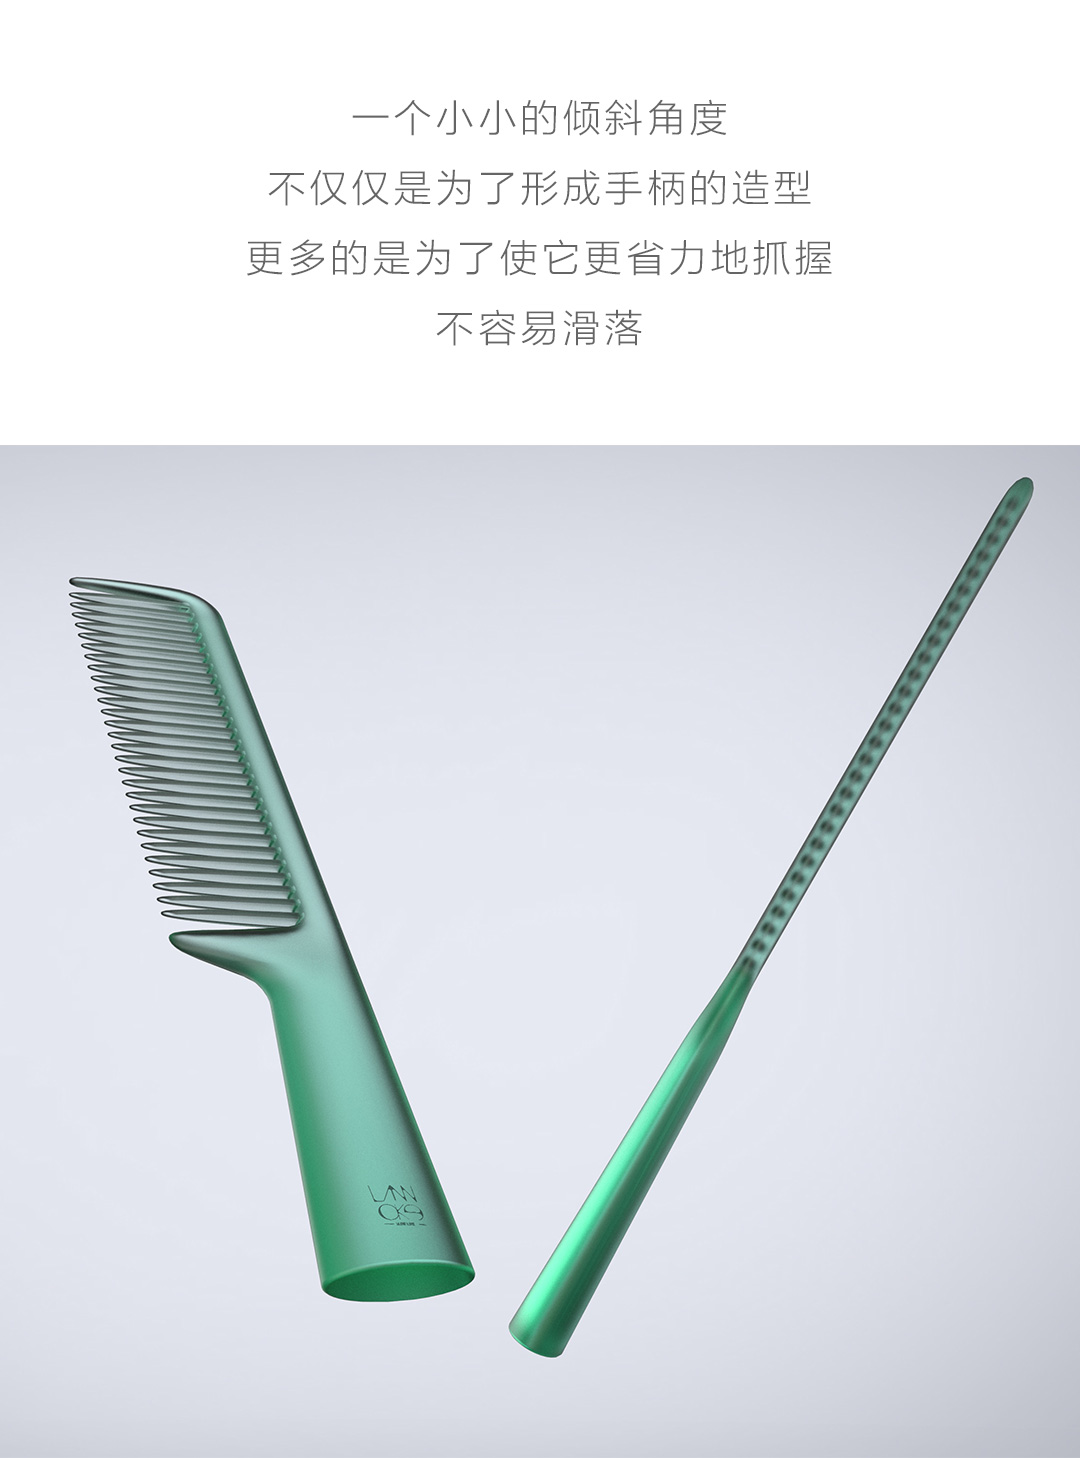 一个小小的倾斜角度
不仅仅是为了形成手柄的造型
更多的是为了使它更省力地抓握
不容易滑落